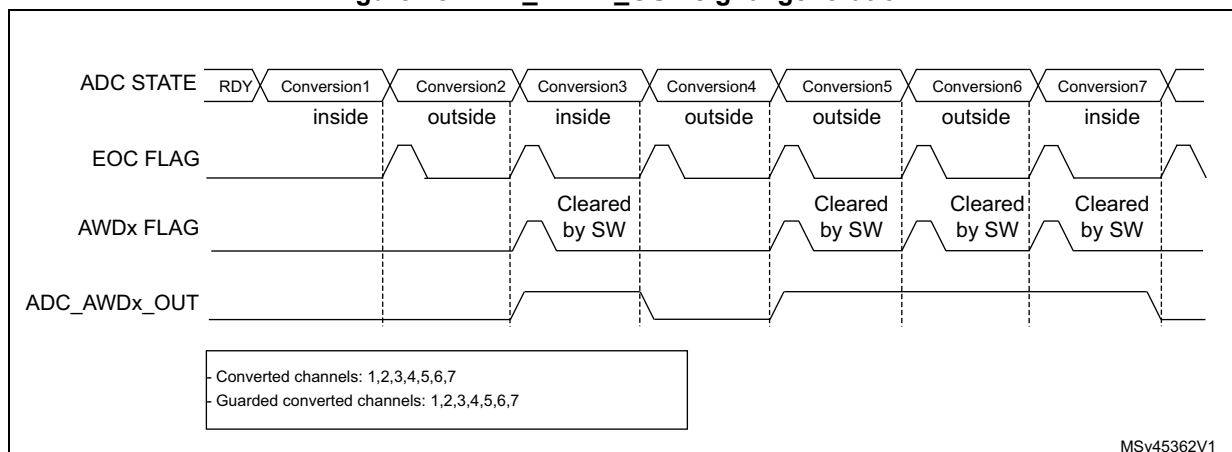 ADC STATE RDY Conversion1 Conversion2 Conversion3 Conversion4 Conversion5 Conversion6 Conversion7
inside outside inside outside outside outside inside
EOC FLAG
Cleared Cleared Cleared Cleared
AWDx FLAG by SW by SW by SW by SW
ADC_AWDx_OUT
- Converted channels: 1,2,3,4,5,6,7
- Guarded converted channels: 1,2,3,4,5,6,7
MSv45362V1